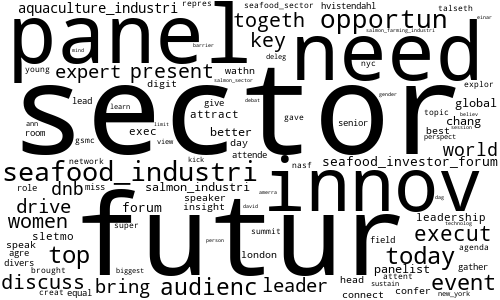 aquaculture_industri repres seafood_sector hvistendahl talseth einar
panel togeth opportun salmon_farming_industri
mind barrier key deleg nyc need
young expert present wathn explor
digit salmon_sector
sector
lead learn give debat gender global
ann gsmc attract topic chang
room exec limit better gave senior best believ
view day session perspect world
network kick attende nasf seafood_investor_forum
seafood_industri innov
role dnb miss salmon_industri amerra dag
drive speaker david leadership
women forum insight futur execut
super summit field technolog
speak sletmo person london today agenda
agre top panelist
divers brought biggest head attent gather
discuss bring audienc leader sustain event
creat equal connect confer new_york